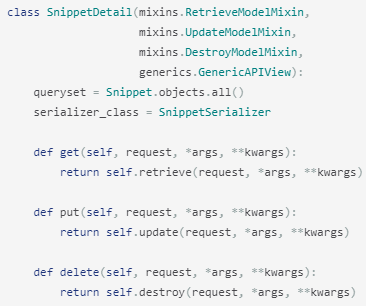 class SnippetDetail(mixins.RetrieveModelMixin,
                    mixins.UpdateModelMixin,
                    mixins.DestroyModelMixin,
                    generics.GenericAPIView):
    queryset = Snippet.objects.all()
    serializer_class = SnippetSerializer

    def get(self, request, *args, **kwargs):
        return self.retrieve(request, *args, **kwargs)

    def put(self, request, *args, **kwargs):
        return self.update(request, *args, **kwargs)

    def delete(self, request, *args, **kwargs):
        return self.destroy(request, *args, **kwargs)